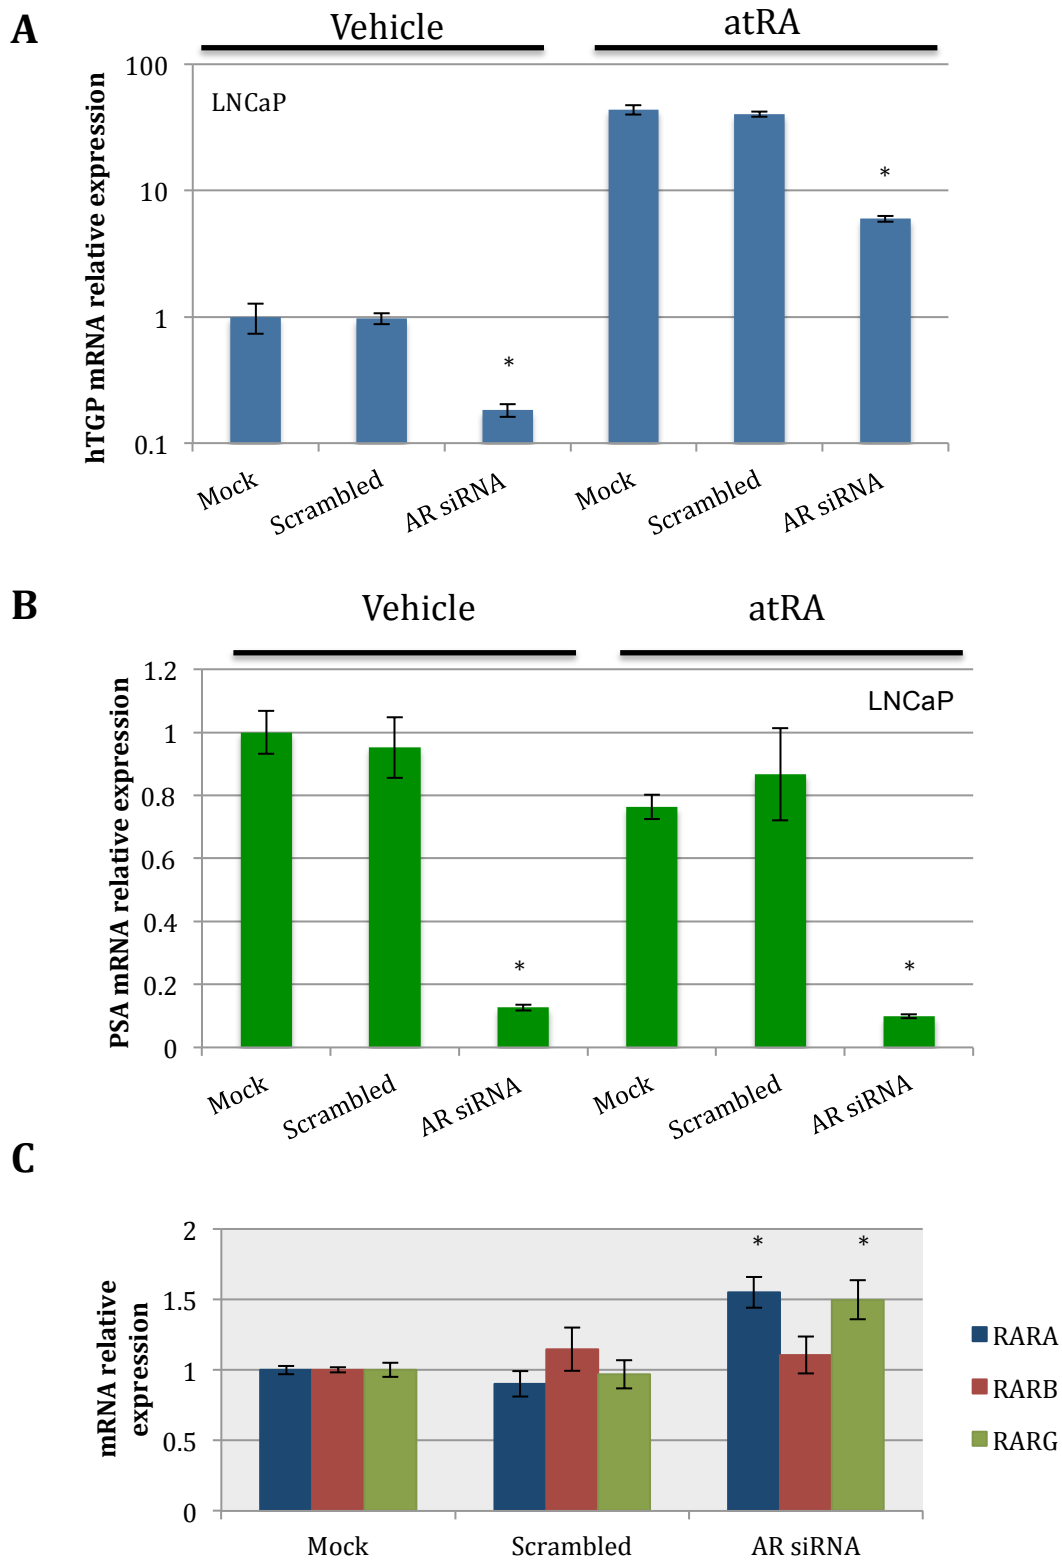 A
Vehicle
atRA
hTGP mRNA relative expression
100
10
1
0.1
LNCaP
*
*
Mock
Scrambled
AR siRNA
Mock
Scrambled
AR siRNA
B
Vehicle
atRA
PSA mRNA relative expression
1.2
1
0.8
0.6
0.4
0.2
0
LNCaP
*
*
Mock
Scrambled
AR siRNA
Mock
Scrambled
AR siRNA
C
mRNA relative
expression
2
1.5
1
0.5
0
*
*
Mock
Scrambled
AR siRNA
RARA
RARB
RARG